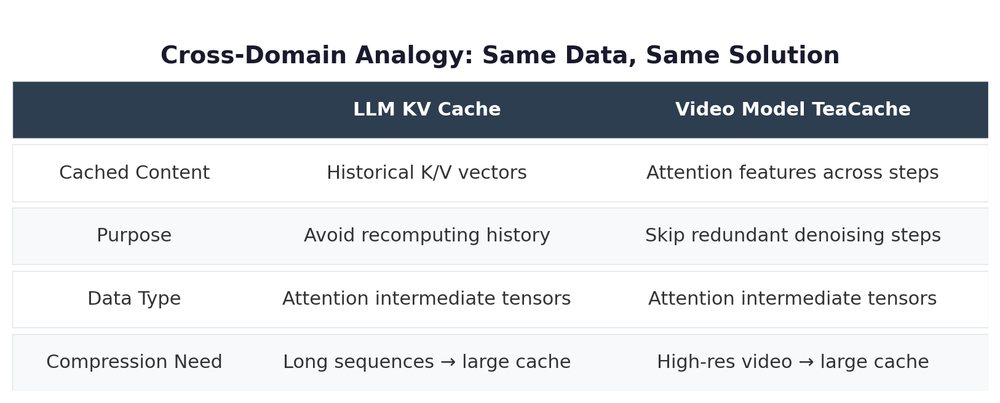 Cross-Domain Analogy: Same Data, Same Solution
LLM KV Cache Video Model TeaCache
Cached Content Historical K/V vectors Attention features across steps
Purpose Avoid recomputing history Skip redundant denoising steps
Data Type Attention intermediate tensors Attention intermediate tensors
Compression Need Long sequences → large cache High-res video → large cache